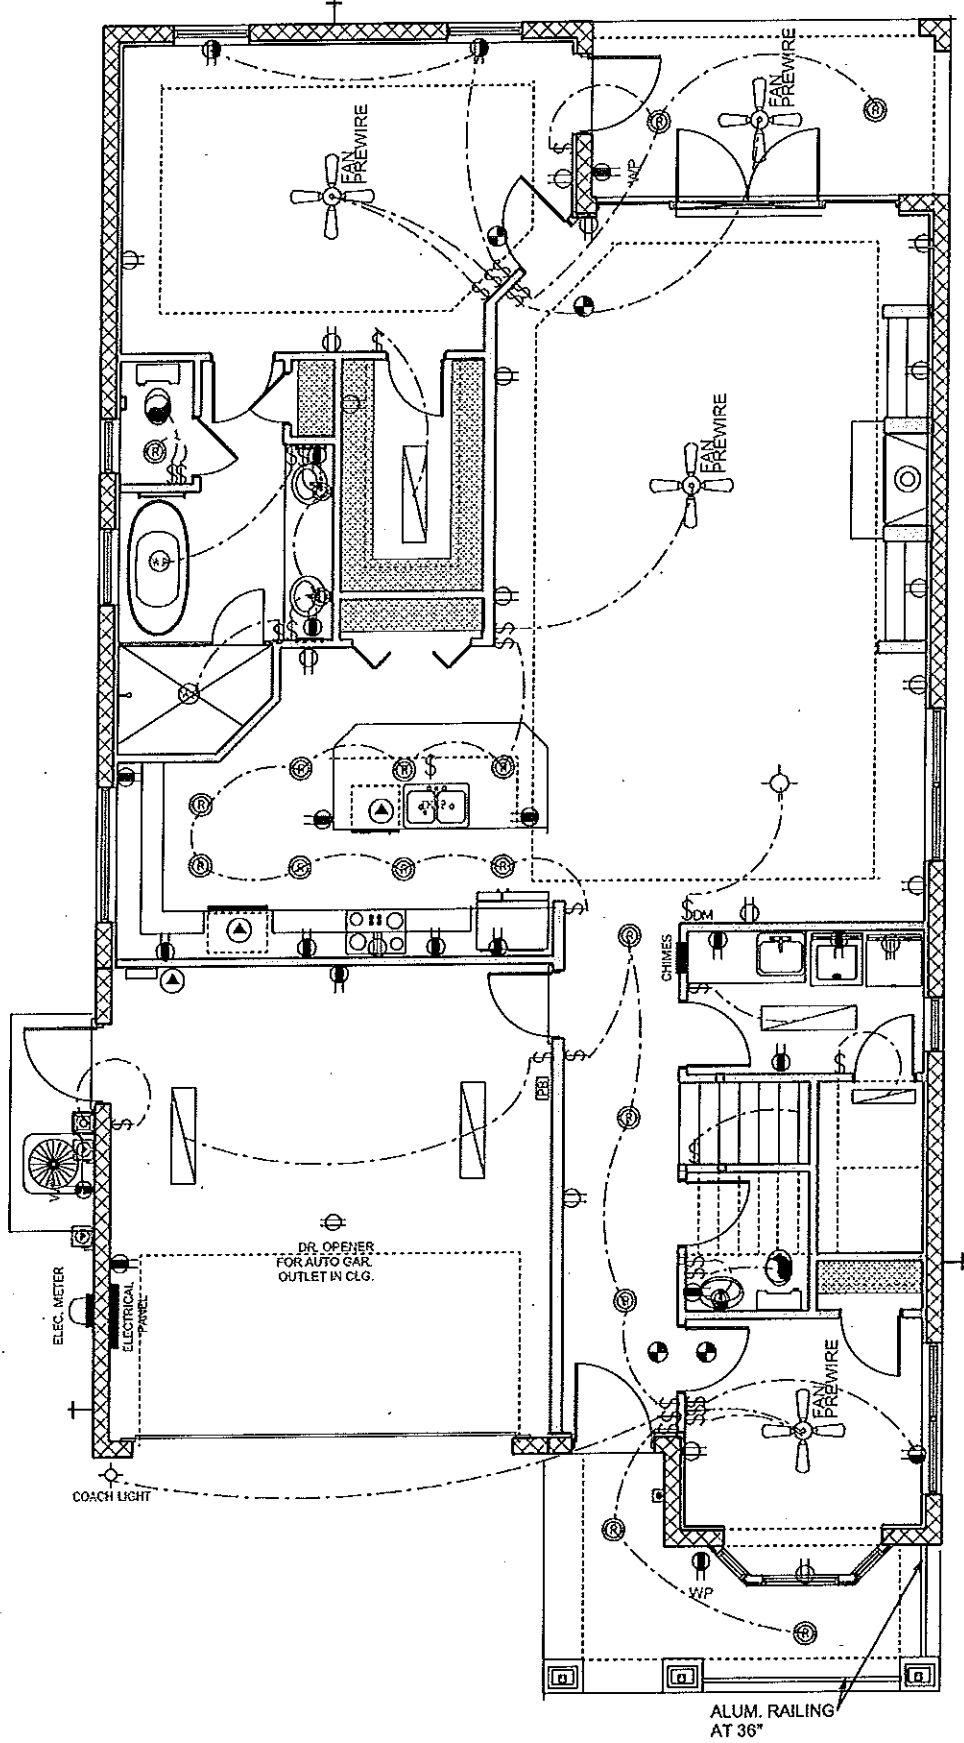 FAN
PREWIRE
FAN
PREWIRE
WP
FAN
PREWIRE
R
R
R
R
R
R
R
R
R
R
R
DM
CHIMES
R
PB
R
DR. OPENER
FOR AUTO GAR.
OUTLET IN CLG.
ELEC. METER
ELECTRICAL
PANEL
R
FAN
PREWIRE
COACH LIGHT
R
WP
R
ALUM. RAILING
AT 36"